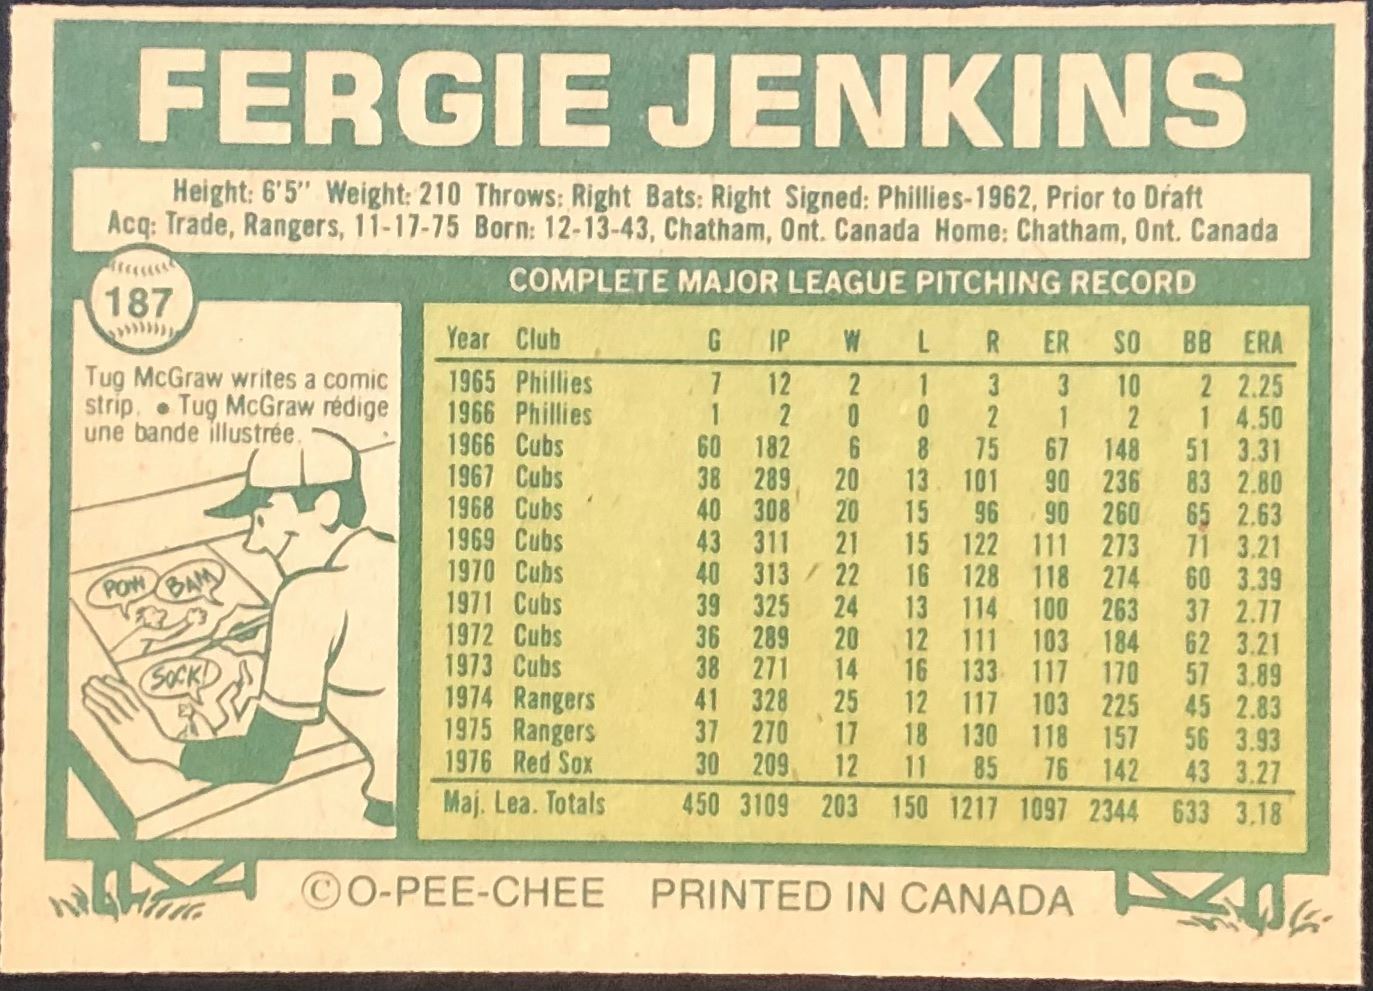 FERGIE JENKINS
Height: 6'5" Weight: 210 Throws: Right Bats: Right Signed: Phillies-1962, Prior to Draft
Acq: Trade, Rangers, 11-17-75 Born: 12-13-43, Chatham, Ont. Canada Home: Chatham, Ont. Canada
187
Tug McGraw writes a comic
strip. ● Tug McGraw rédige
une bande illustrée.
POW BAM
SOCK!
COMPLETE MAJOR LEAGUE PITCHING RECORD
Year Club G IP W L R ER SO BB ERA
1965 Phillies 7 12 2 1 3 3 10 2 2.25
1966 Phillies 1 2 0 0 2 1 2 1 4.50
1966 Cubs 60 182 6 8 75 67 148 51 3.31
1967 Cubs 38 289 20 13 101 90 236 83 2.80
1968 Cubs 40 308 20 15 96 90 260 65 2.63
1969 Cubs 43 311 21 15 122 111 273 71 3.21
1970 Cubs 40 313 22 16 128 118 274 60 3.39
1971 Cubs 39 325 24 13 114 100 263 37 2.77
1972 Cubs 36 289 20 12 111 103 184 62 3.21
1973 Cubs 38 271 14 16 133 117 170 57 3.89
1974 Rangers 41 328 25 12 117 103 225 45 2.83
1975 Rangers 37 270 17 18 130 118 157 56 3.93
1976 Red Sox 30 209 12 11 85 76 142 43 3.27
Maj. Lea. Totals 450 3109 203 150 1217 1097 2344 633 3.18
©O-PEE-CHEE PRINTED IN CANADA